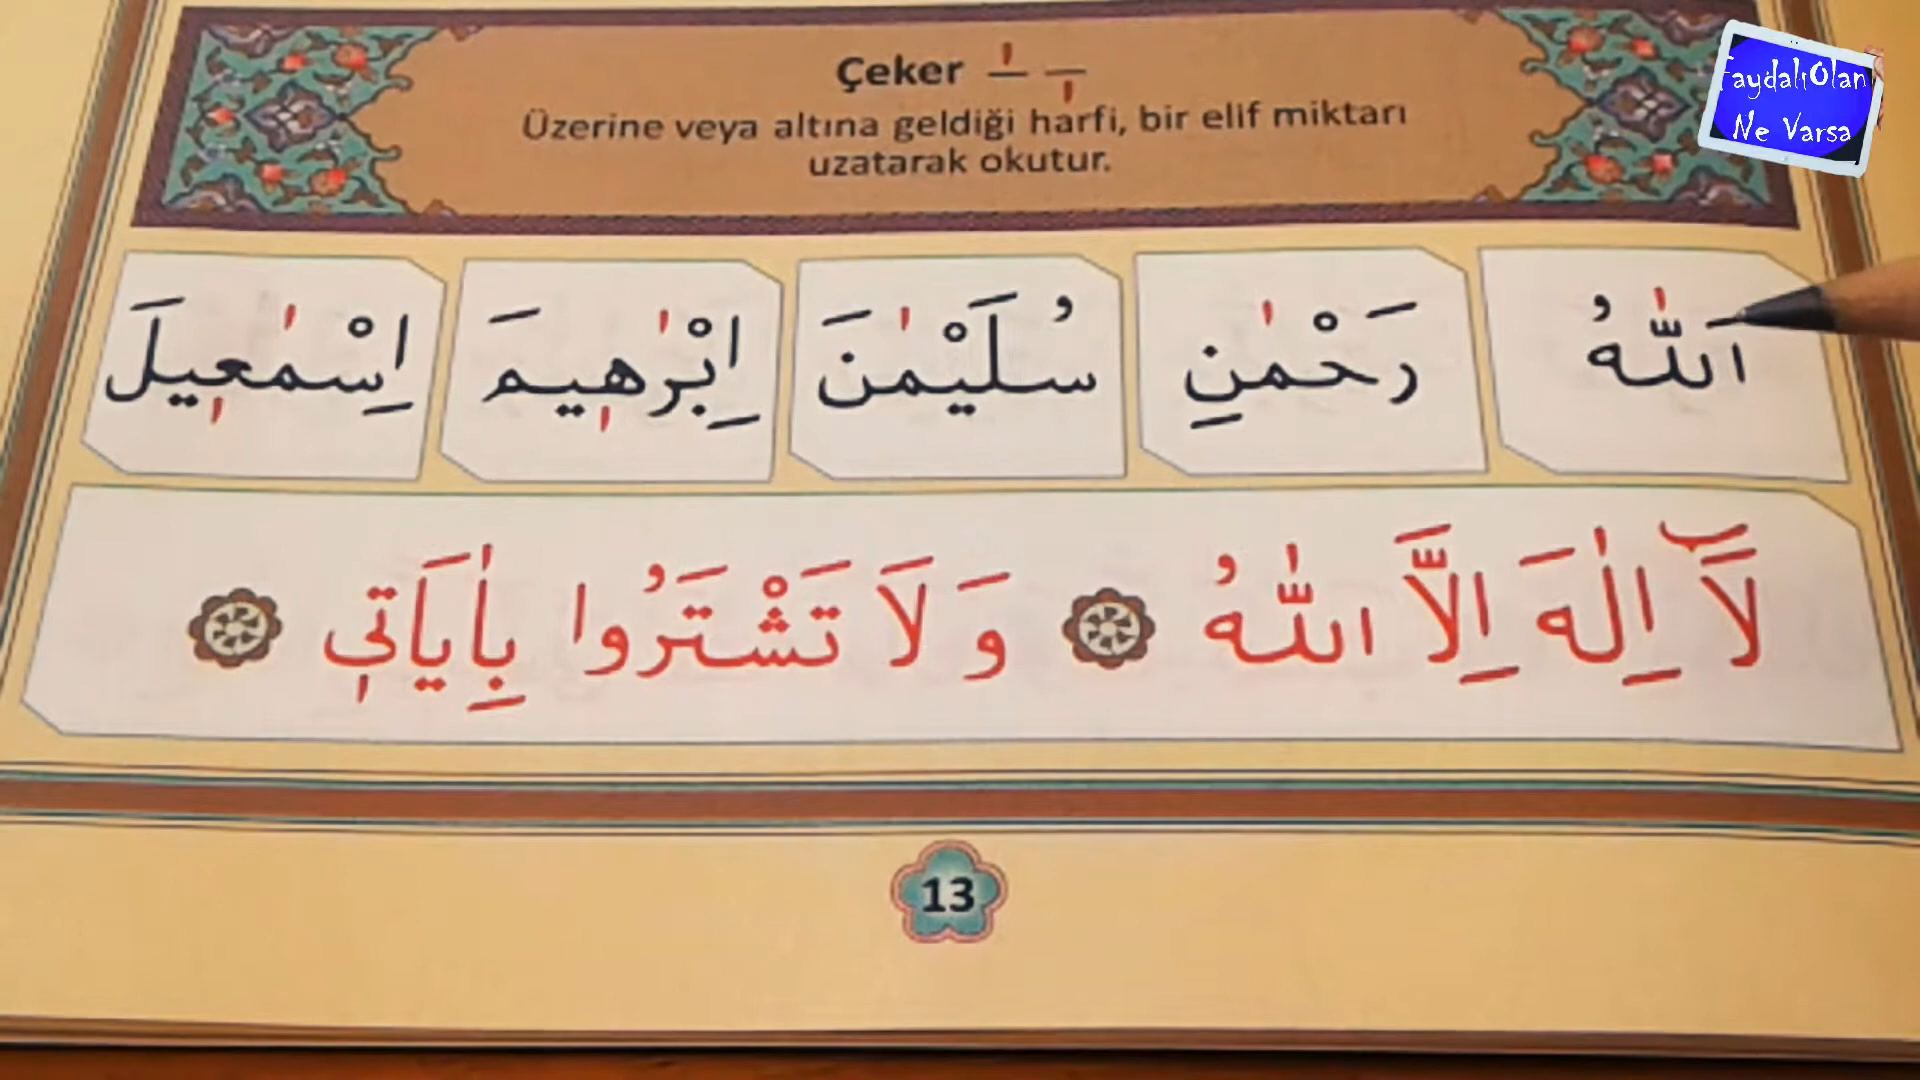 Çeker
Üzerine veya altına geldiği harfi, bir elif miktarı
uzatarak okutur.
FaydalıOlan
Ne Varsa
اَللّٰهُ رَحْمٰنِ سُلَيْمٰنَ اِبْرٰهٖيمَ اِسْمٰعٖيلَ
لَٓا اِلٰهَ اِلَّا اللّٰهُ وَ لَا تَشْتَرُوا بِاٰيَاتٖي
13